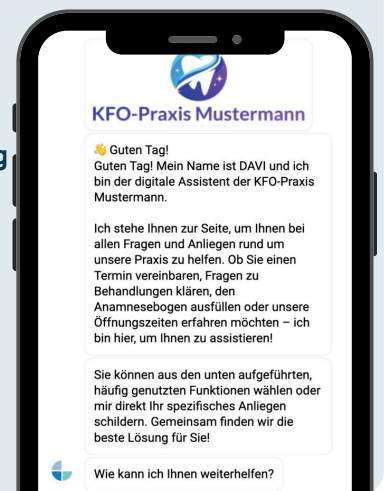 KFO-Praxis Mustermann
g
👋 Guten Tag!
Guten Tag! Mein Name ist DAVI und ich
bin der digitale Assistent der KFO-Praxis
Mustermann.
Ich stehe Ihnen zur Seite, um Ihnen bei
allen Fragen und Anliegen rund um
unsere Praxis zu helfen. Ob Sie einen
Termin vereinbaren, Fragen zu
Behandlungen klären, den
Anamnesebogen ausfüllen oder unsere
Öffnungszeiten erfahren möchten – ich
bin hier, um Ihnen zu assistieren!
Sie können aus den unten aufgeführten,
häufig genutzten Funktionen wählen oder
mir direkt Ihr spezifisches Anliegen
schildern. Gemeinsam finden wir die
beste Lösung für Sie!
Wie kann ich Ihnen weiterhelfen?